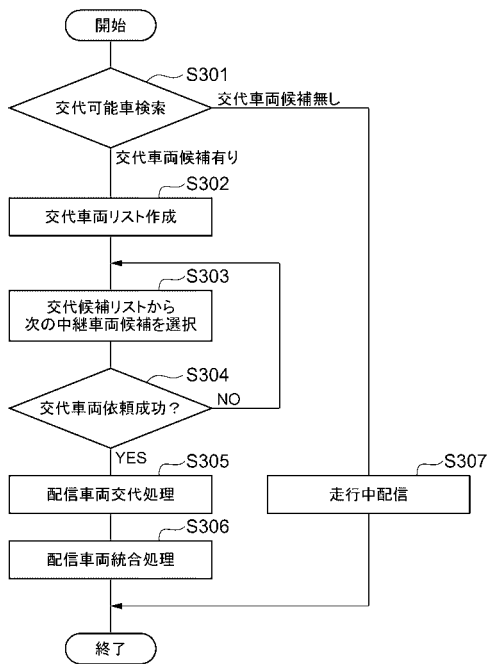 開始
S301
交代可能車検索
交代車両候補無し
交代車両候補有り
S302
交代車両リスト作成
S303
交代候補リストから
次の中継車両候補を選択
S304
交代車両依頼成功？
NO
YES
S305
配信車両交代処理
S307
走行中配信
S306
配信車両統合処理
終了